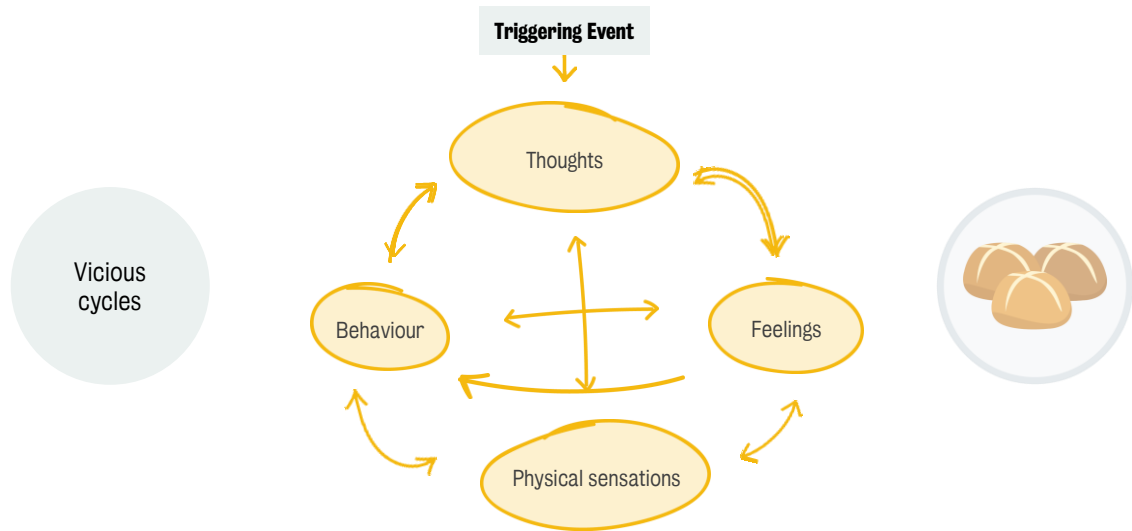 Triggering Event
Thoughts
Vicious
cycles
Behaviour
Feelings
Physical sensations